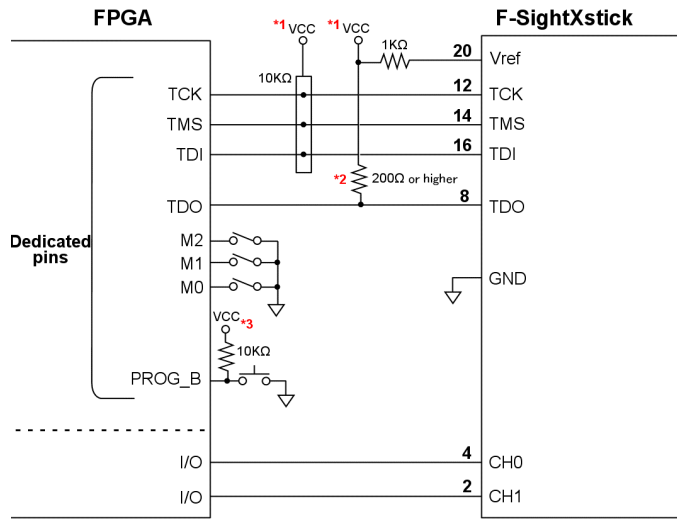 FPGA
F-SightXstick
*1 VCC
*1 VCC
1KΩ
20 Vref
10KΩ
TCK
12 TCK
TMS
14 TMS
TDI
16 TDI
*2 200Ω or higher
TDO
8 TDO
Dedicated
pins
M2
M1
M0
GND
VCC *3
10KΩ
PROG_B
I/O
4 CH0
I/O
2 CH1